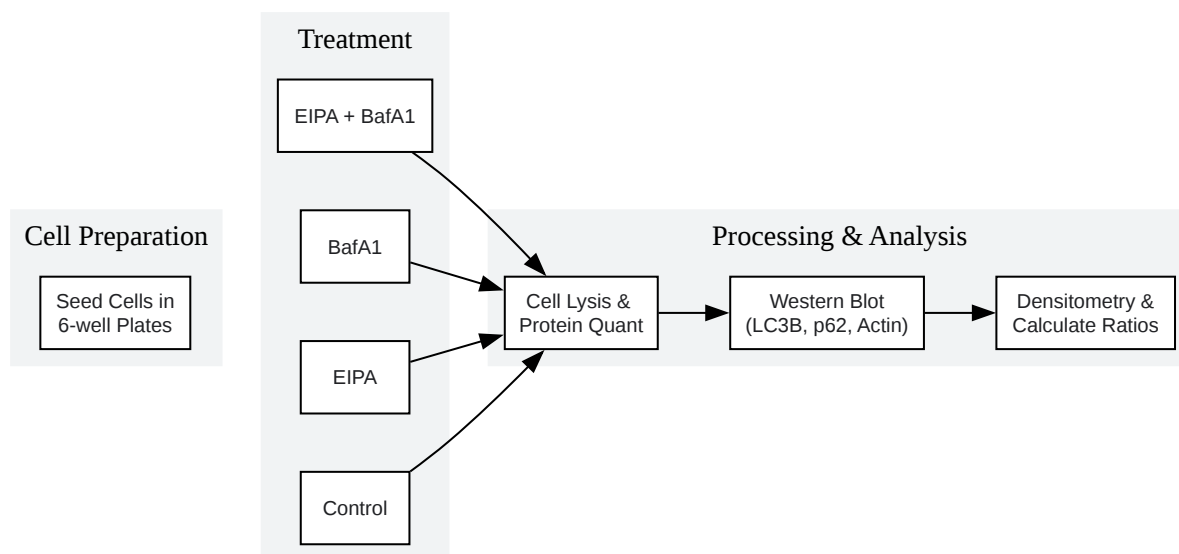 Cell Preparation
Seed Cells in
6-well Plates
Treatment
EIPA + BafA1
BafA1
EIPA
Control
Processing & Analysis
Cell Lysis &
Protein Quant
Western Blot
(LC3B, p62, Actin)
Densitometry &
Calculate Ratios